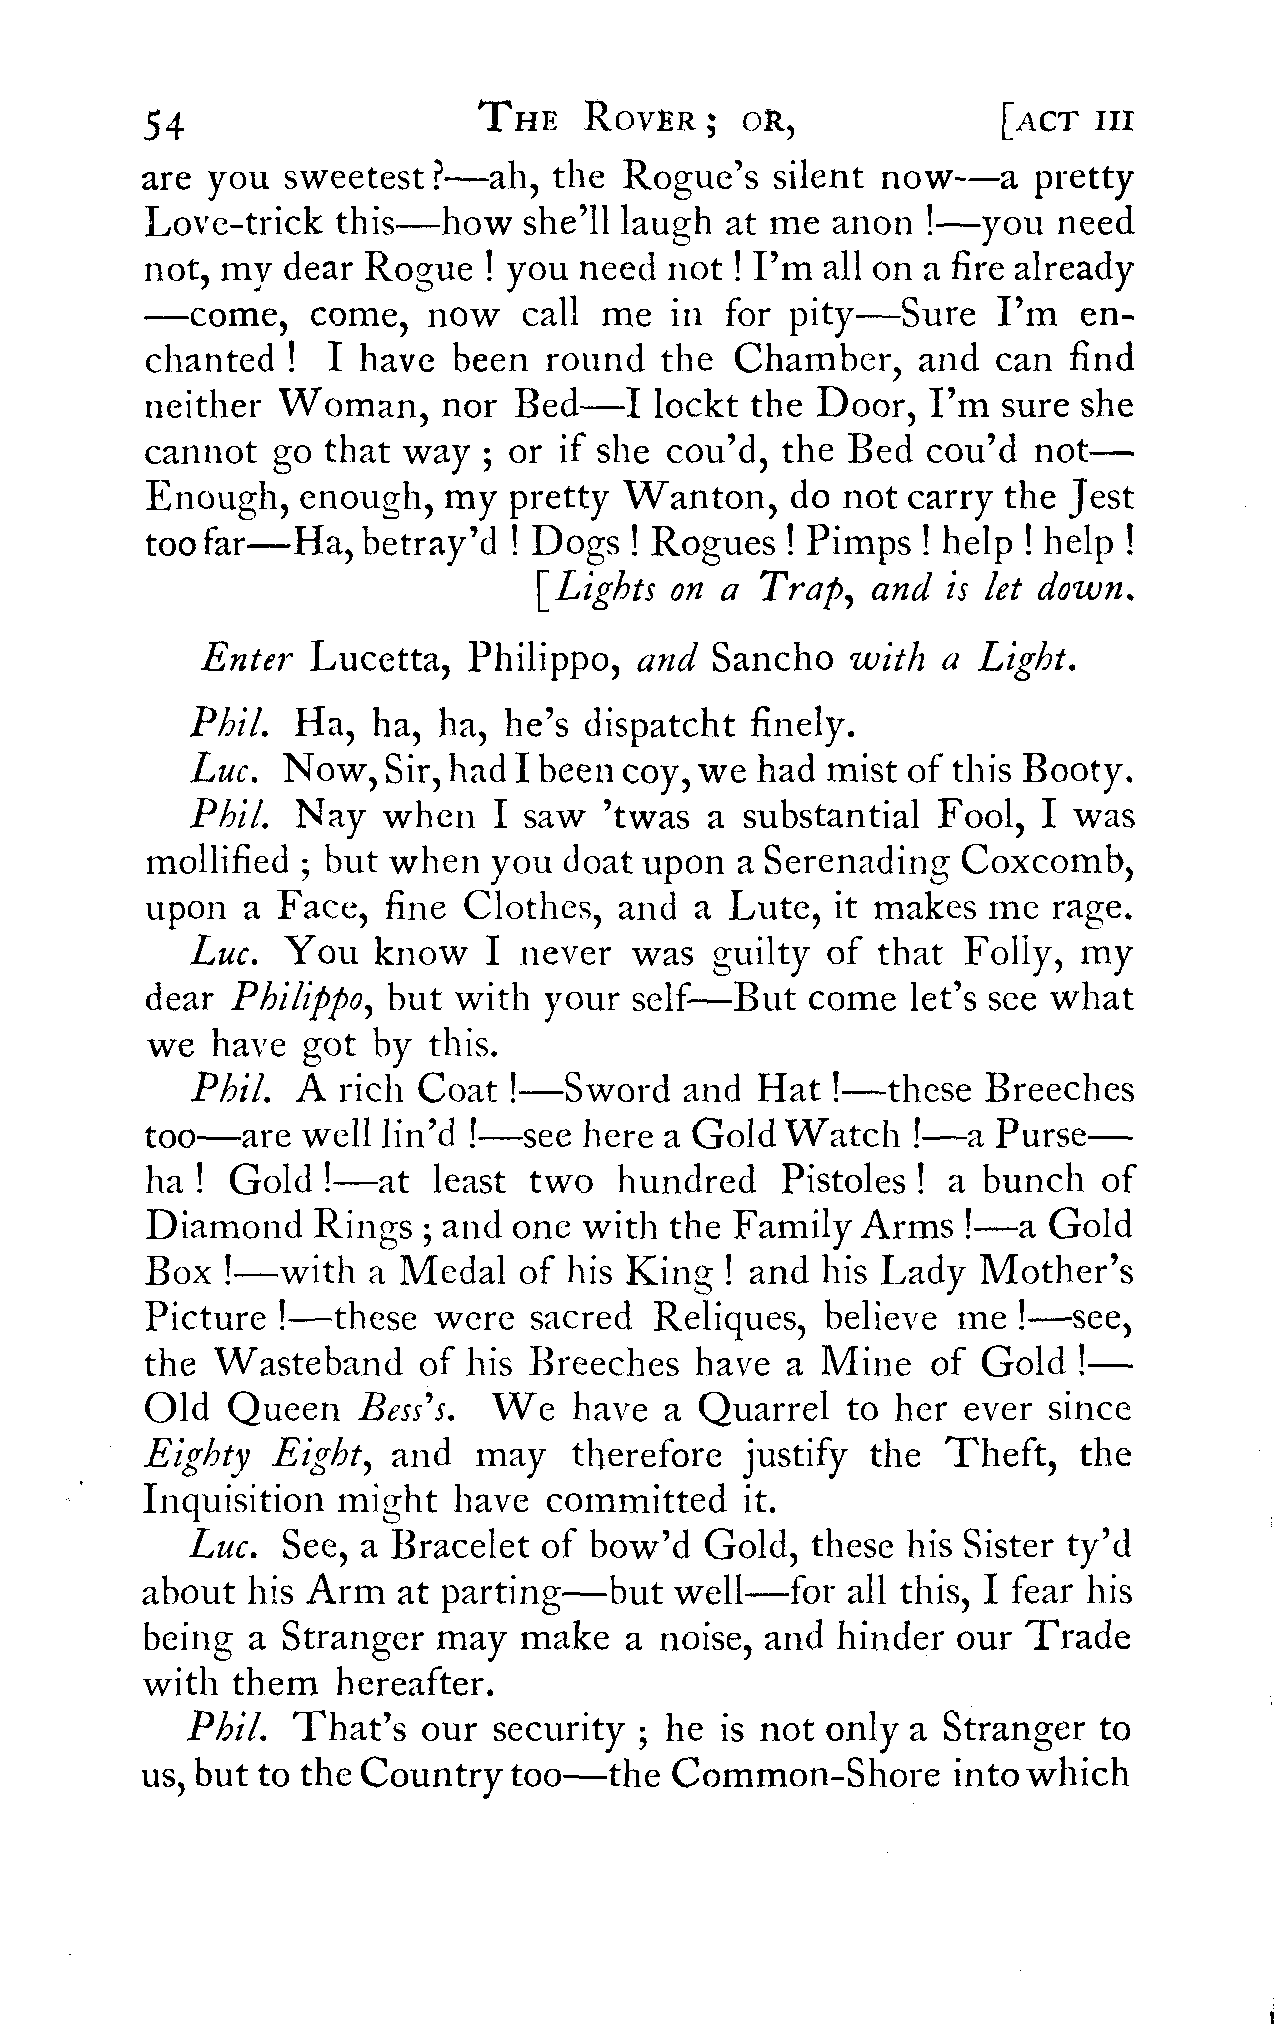 54 The Rover; or, [act iii
are you sweetest?—ah, the Rogue's silent now—a pretty
Love-trick this—how she'll laugh at me anon!—you need
not, my dear Rogue! you need not! I'm all on a fire already
—come, come, now call me in for pity—Sure I'm en-
chanted! I have been round the Chamber, and can find
neither Woman, nor Bed—I lockt the Door, I'm sure she
cannot go that way; or if she cou'd, the Bed cou'd not—
Enough, enough, my pretty Wanton, do not carry the Jest
too far—Ha, betray'd! Dogs! Rogues! Pimps! help! help!
[Lights on a Trap, and is let down.
Enter Lucetta, Philippo, and Sancho with a Light.
Phil. Ha, ha, ha, he's dispatcht finely.
Luc. Now, Sir, had I been coy, we had mist of this Booty.
Phil. Nay when I saw 'twas a substantial Fool, I was
mollified; but when you doat upon a Serenading Coxcomb,
upon a Face, fine Clothes, and a Lute, it makes me rage.
Luc. You know I never was guilty of that Folly, my
dear Philippo, but with your self—But come let's see what
we have got by this.
Phil. A rich Coat!—Sword and Hat!—these Breeches
too—are well lin'd!—see here a Gold Watch!—a Purse—
ha! Gold!—at least two hundred Pistoles! a bunch of
Diamond Rings; and one with the Family Arms!—a Gold
Box!—with a Medal of his King! and his Lady Mother's
Picture!—these were sacred Reliques, believe me!—see,
the Wasteband of his Breeches have a Mine of Gold!—
Old Queen Bess's. We have a Quarrel to her ever since
Eighty Eight, and may therefore justify the Theft, the
Inquisition might have committed it.
Luc. See, a Bracelet of bow'd Gold, these his Sister ty'd
about his Arm at parting—but well—for all this, I fear his
being a Stranger may make a noise, and hinder our Trade
with them hereafter.
Phil. That's our security; he is not only a Stranger to
us, but to the Country too—the Common-Shore into which